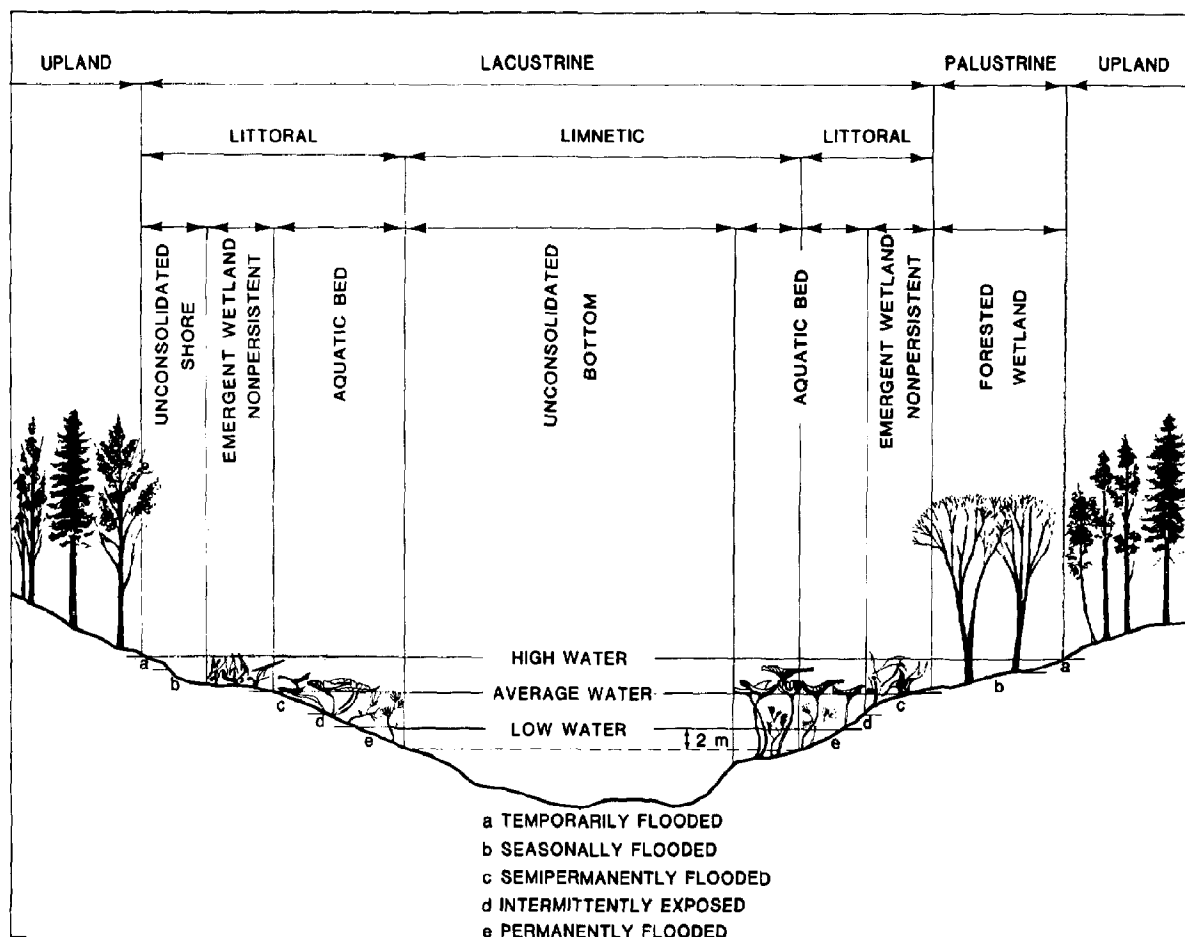 UPLAND
LACUSTRINE
PALUSTRINE
UPLAND
LITTORAL
LIMNETIC
LITTORAL
UNCONSOLIDATED
SHORE
EMERGENT WETLAND
NONPERSISTENT
AQUATIC BED
UNCONSOLIDATED
BOTTOM
AQUATIC BED
EMERGENT WETLAND
NONPERSISTENT
FORESTED
WETLAND
HIGH WATER
AVERAGE WATER
LOW WATER
2 m
a
b
c
d
e
e
d
c
b
a
a TEMPORARILY FLOODED
b SEASONALLY FLOODED
c SEMIPERMANENTLY FLOODED
d INTERMITTENTLY EXPOSED
e PERMANENTLY FLOODED